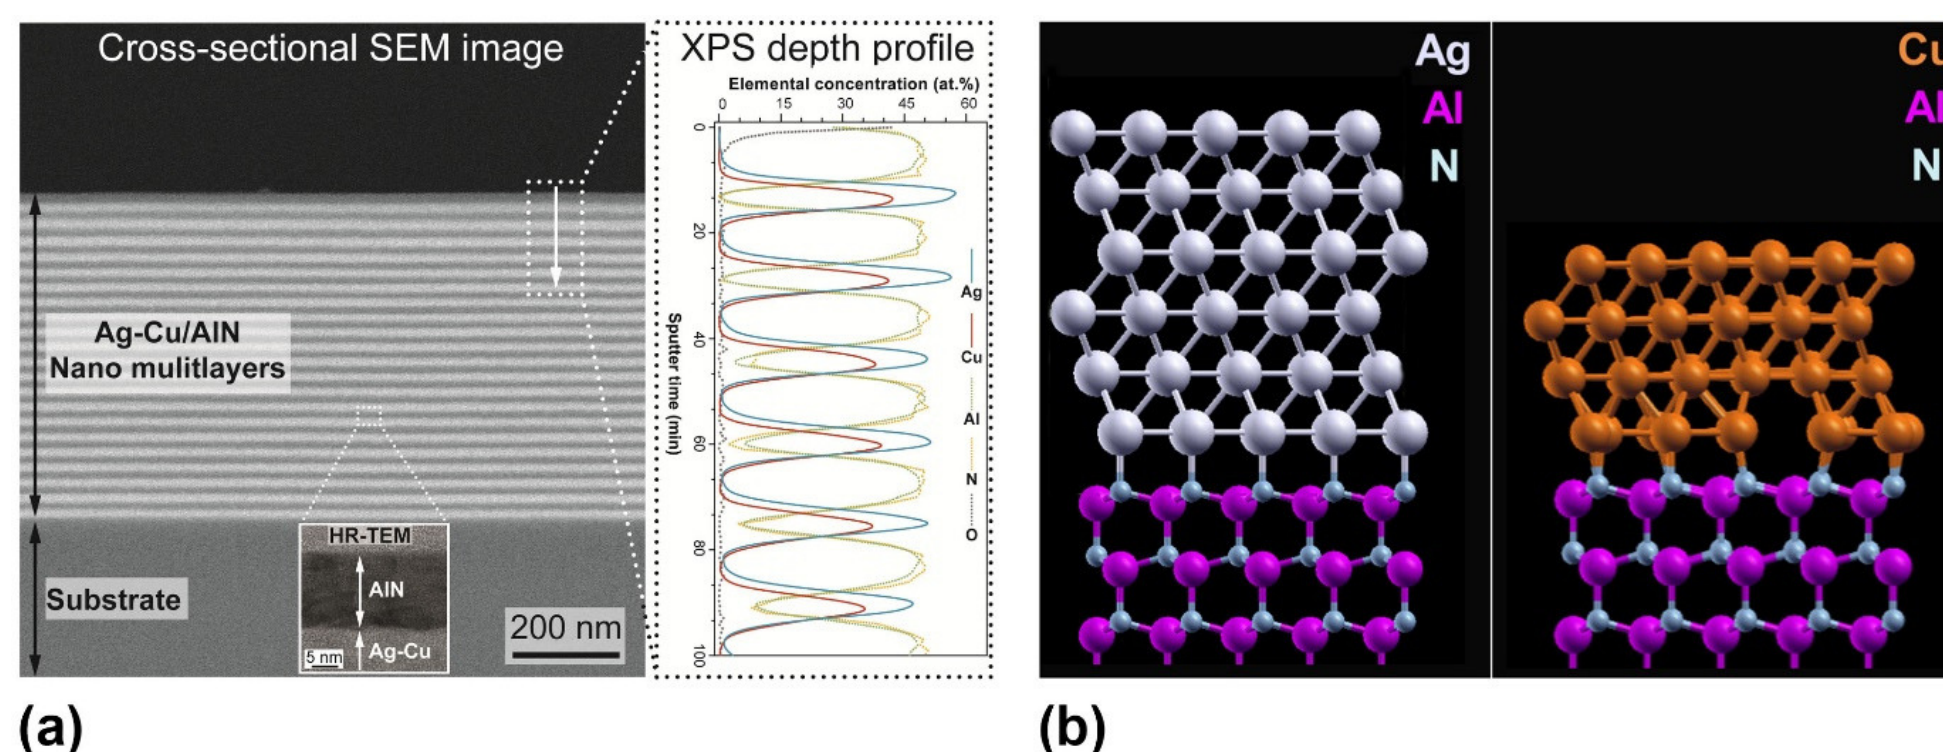 Cross-sectional SEM image
Ag-Cu/AlN
Nano mulitlayers
Substrate
HR-TEM
AlN
Ag-Cu
5 nm
200 nm
XPS depth profile
Elemental concentration (at.%)
0 15 30 45 60
0
20
40
60
80
100
Sputter time (min)
Ag
Cu
Al
N
O
(a)
Ag
Al
N
Cu
Al
N
(b)